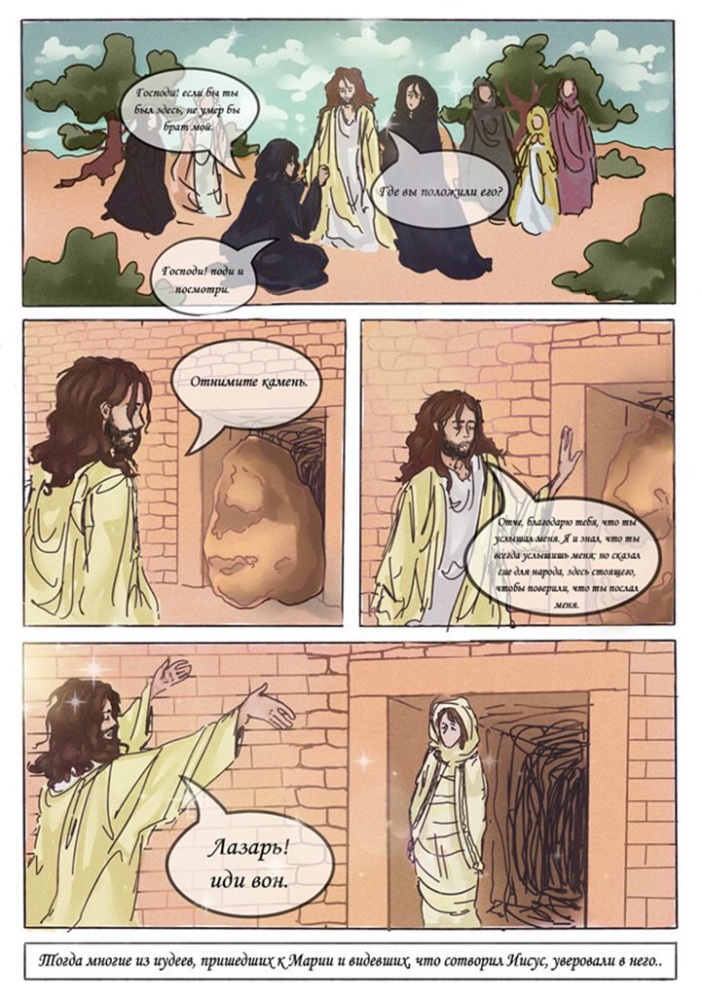 Господи! если бы ты
был здесь, не умер бы
брат мой.
Где вы положили его?
Господи! поди и
посмотри.
Отнимите камень.
Отче, благодарю тебя, что ты
услышал меня. Я и знал, что ты
всегда услышишь меня; но сказал
сие для народа, здесь стоящего,
чтобы поверили, что ты послал
меня.
Лазарь!
иди вон.
Тогда многие из иудеев, пришедших к Марии и видевших, что сотворил Иисус, уверовали в него..